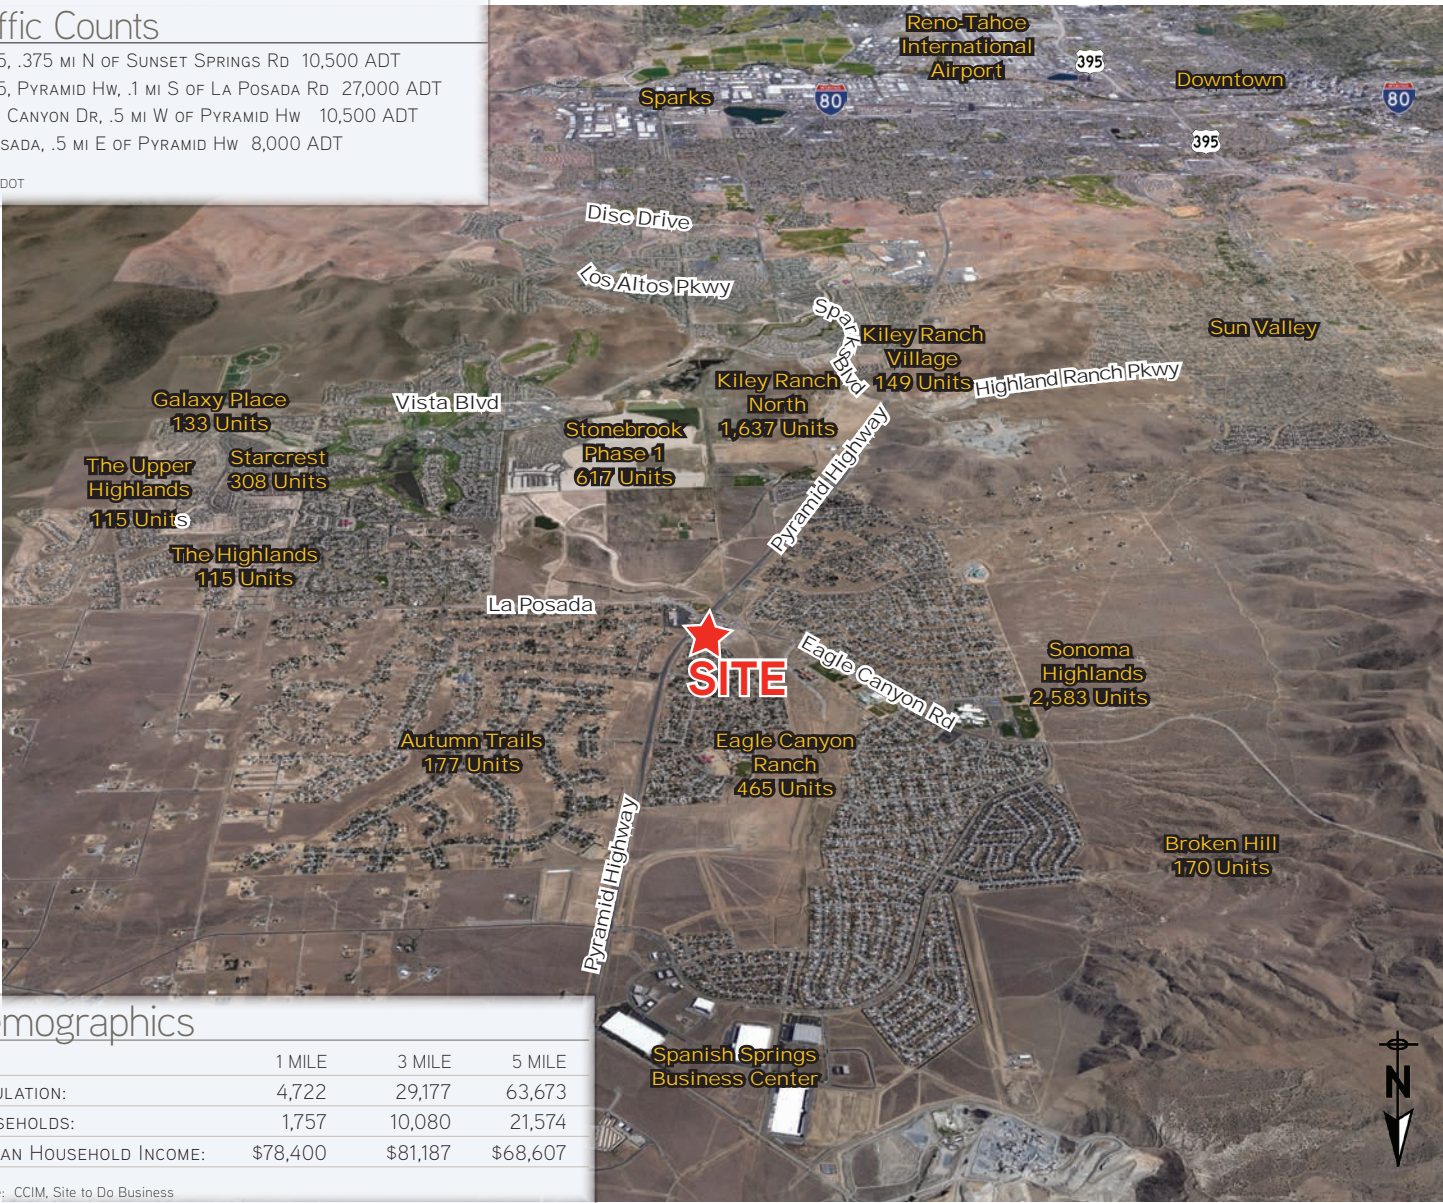 ffic Counts
5, .375 mi N of Sunset Springs Rd 10,500 ADT
5, Pyramid Hw, .1 mi S of La Posada Rd 27,000 ADT
Canyon Dr, .5 mi W of Pyramid Hw 10,500 ADT
sada, .5 mi E of Pyramid Hw 8,000 ADT
DOT
Reno-Tahoe
International
Airport
395
Downtown
Sparks
80
80
395
Disc Drive
Los Altos Pkwy
Sparks Blvd
Sun Valley
Kiley Ranch
Village
149 Units
Highland Ranch Pkwy
Kiley Ranch
North
1,637 Units
Galaxy Place
133 Units
Vista Blvd
Stonebrook
Phase 1
617 Units
Pyramid Highway
The Upper
Highlands
115 Units
Starcrest
308 Units
The Highlands
115 Units
La Posada
SITE
Eagle Canyon Rd
Sonoma
Highlands
2,583 Units
Autumn Trails
177 Units
Eagle Canyon
Ranch
465 Units
Pyramid Highway
Broken Hill
170 Units
Spanish Springs
Business Center
N
mographics
1 MILE 3 MILE 5 MILE
ulation: 4,722 29,177 63,673
seholds: 1,757 10,080 21,574
an Household Income: $78,400 $81,187 $68,607
e: CCIM, Site to Do Business